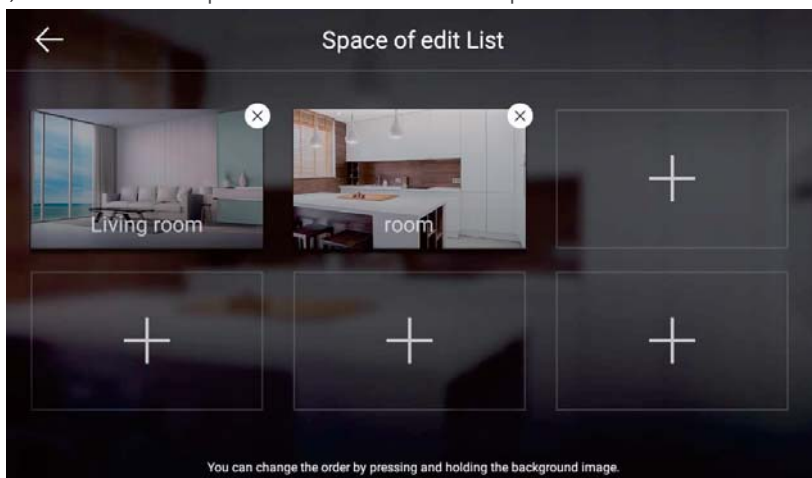 Space of edit List
Living room
room
You can change the order by pressing and holding the background image.